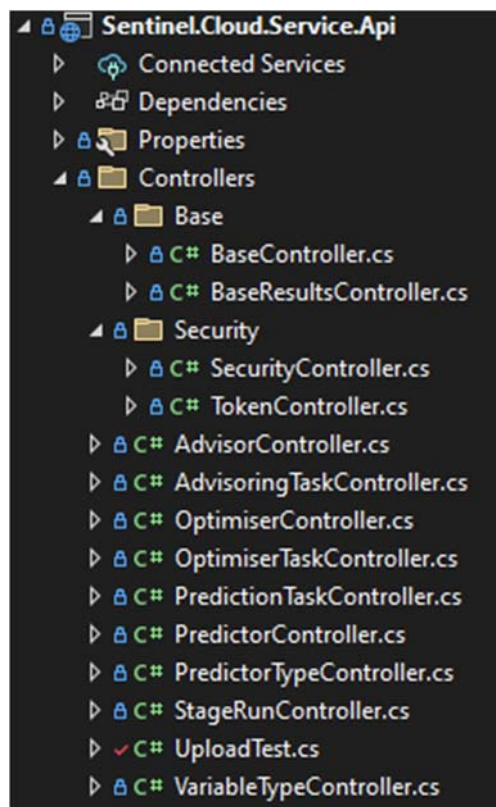 Sentinel.Cloud.Service.Api
Connected Services
Dependencies
Properties
Controllers
Base
C# BaseController.cs
C# BaseResultsController.cs
Security
C# SecurityController.cs
C# TokenController.cs
C# AdvisorController.cs
C# AdvisoringTaskController.cs
C# OptimiserController.cs
C# OptimiserTaskController.cs
C# PredictionTaskController.cs
C# PredictorController.cs
C# PredictorTypeController.cs
C# StageRunController.cs
C# UploadTest.cs
C# VariableTypeController.cs